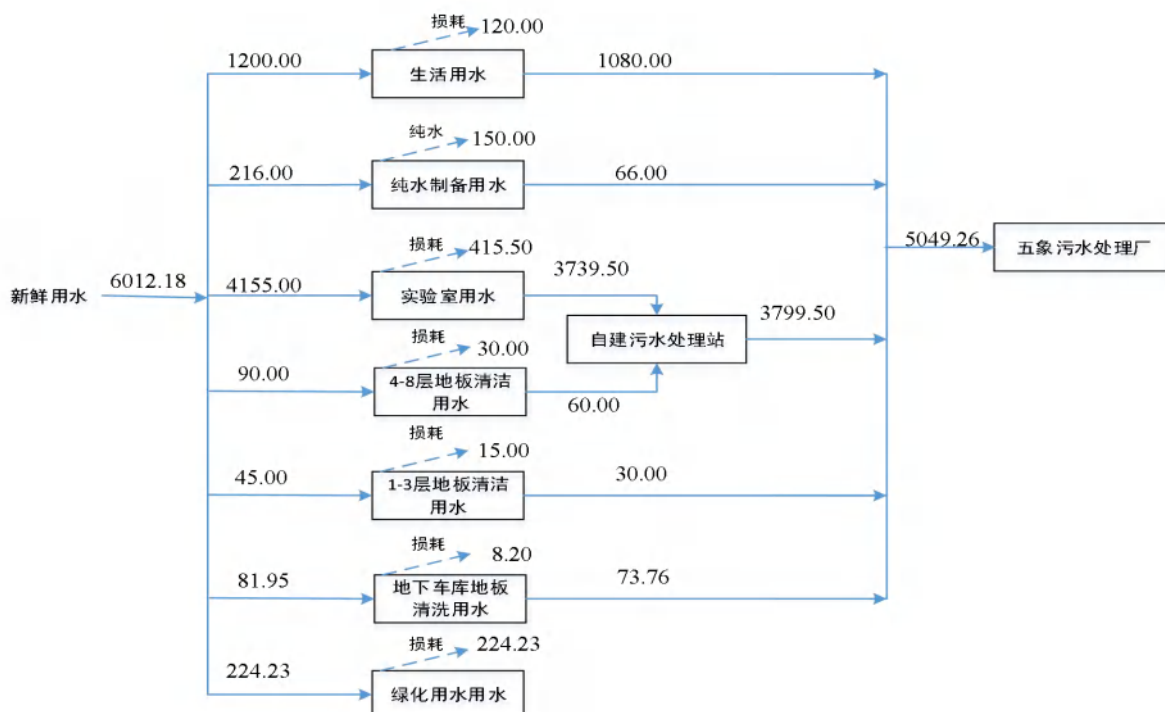 损耗
120.00
1200.00
生活用水
1080.00
纯水
150.00
216.00
纯水制备用水
66.00
损耗
415.50
新鲜用水
6012.18
4155.00
实验室用水
3739.50
自建污水处理站
3799.50
5049.26
五象污水处理厂
损耗
30.00
90.00
4-8层地板清洁
用水
60.00
损耗
15.00
45.00
1-3层地板清洁
用水
30.00
损耗
8.20
81.95
地下车库地板
清洗用水
73.76
损耗
224.23
224.23
绿化用水用水